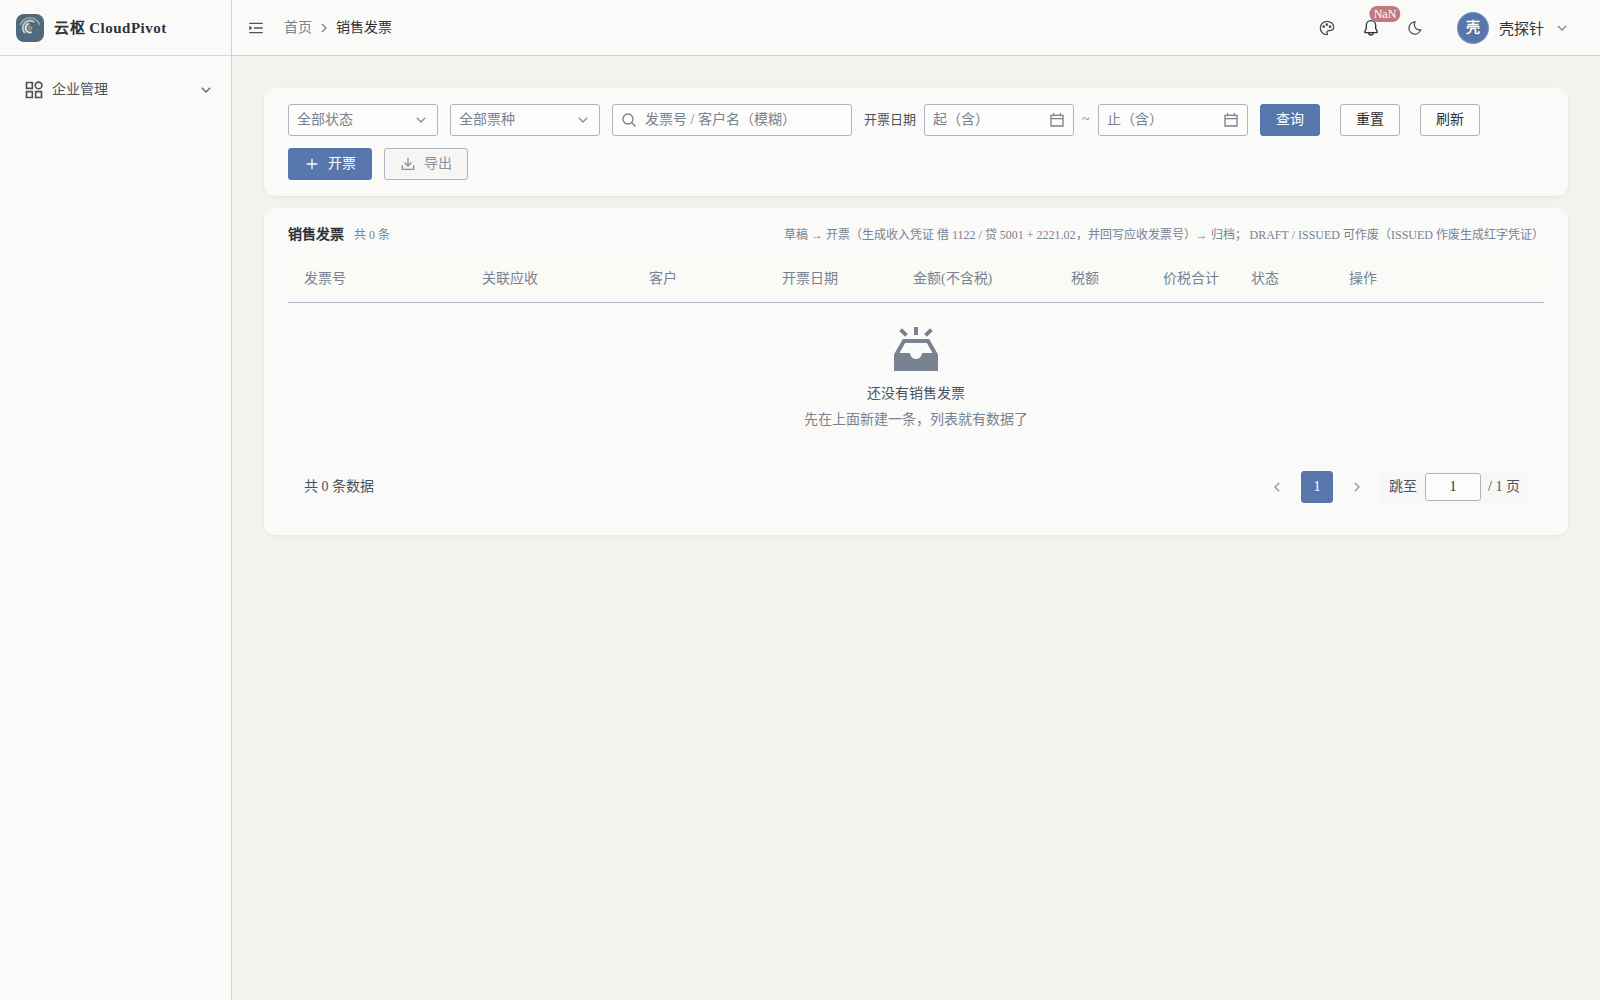 云枢 CloudPivot
首页 > 销售发票
NaN
壳 壳探针
企业管理
全部状态 全部票种 发票号 / 客户名（模糊） 开票日期 起（含） ~ 止（含） 查询 重置 刷新
开票 导出
销售发票 共 0 条 草稿 → 开票（生成收入凭证 借 1122 / 贷 5001 + 2221.02，并回写应收发票号）→ 归档； DRAFT / ISSUED 可作废（ISSUED 作废生成红字凭证）
发票号 关联应收 客户 开票日期 金额(不含税) 税额 价税合计 状态 操作
还没有销售发票
先在上面新建一条，列表就有数据了
共 0 条数据 1 跳至 1 / 1 页